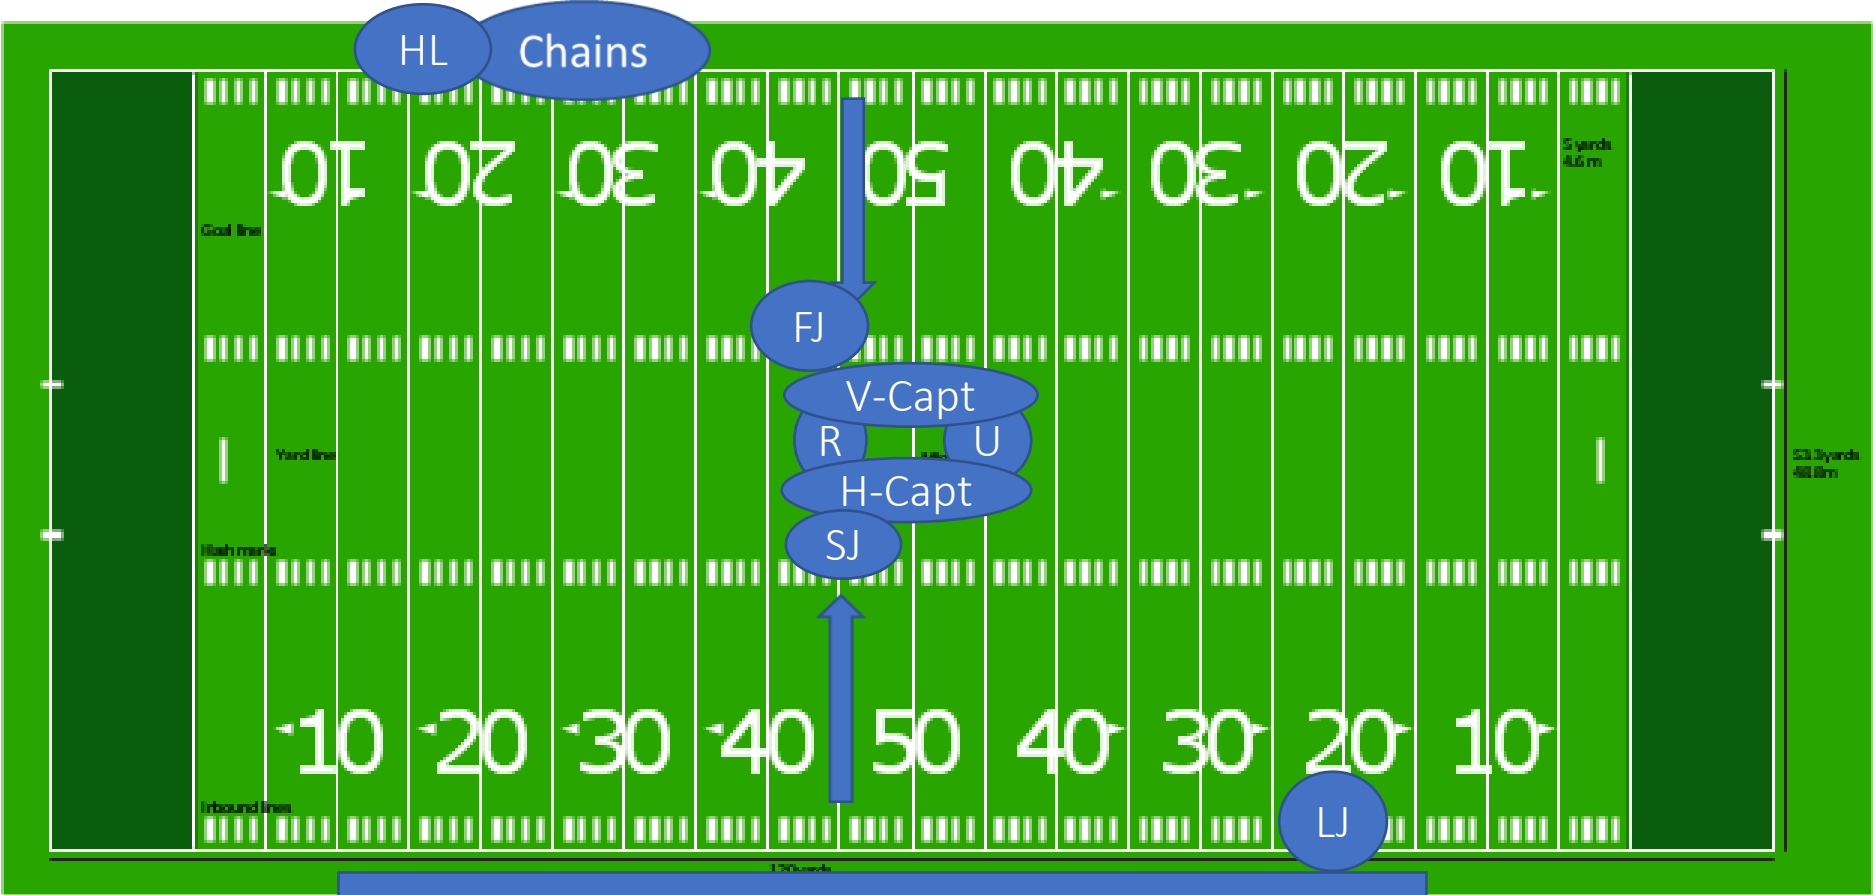 HL Chains
10 20 30 40 50 40 30 20 10
5 yards
4.6 m
Goal line
FJ
V-Capt
R U
Yard line
53.3 yards
48.8m
H-Capt
SJ
Hash marks
10 20 30 40 50 40 30 20 10
Inbound lines
LJ
120 yards